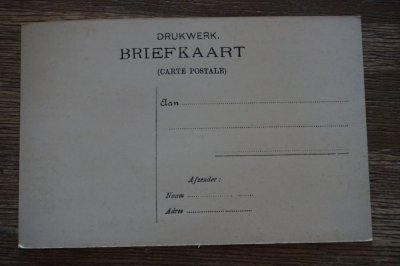 DRUKWERK.
BRIEFKAART
(CARTE POSTALE)
Aan
Afzender:
Naam
Adres